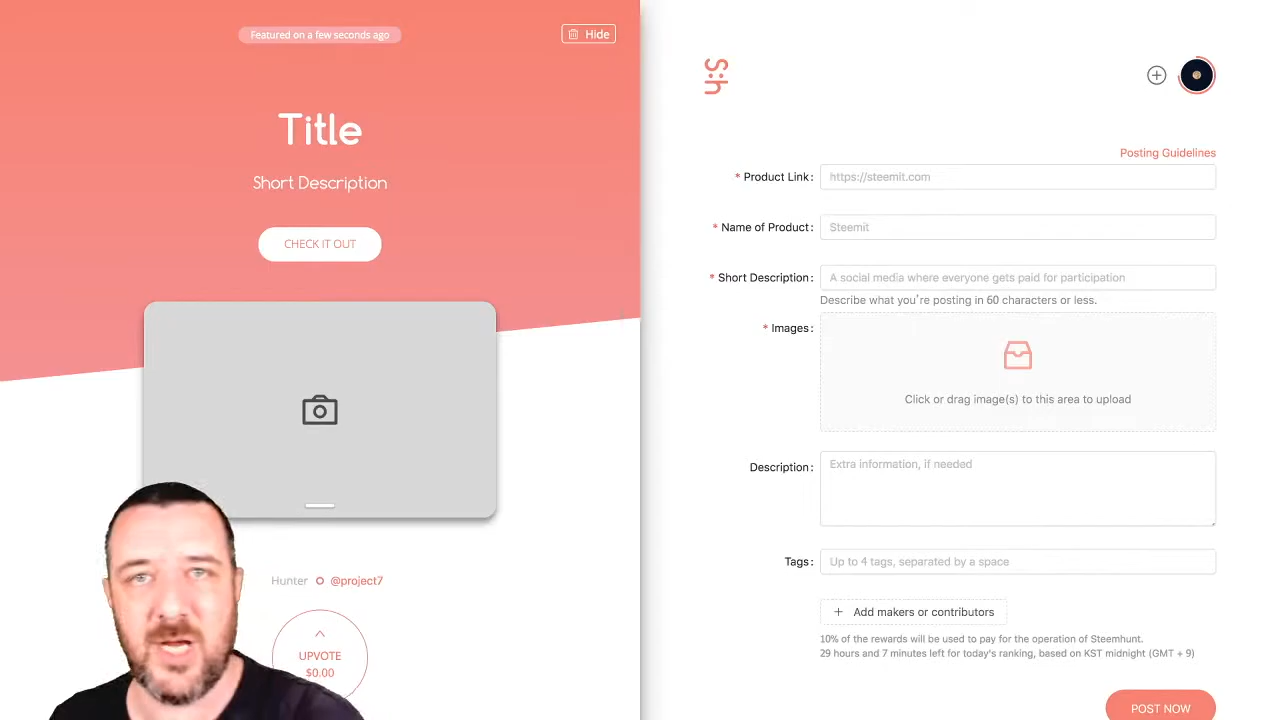 Featured on a few seconds ago
Hide
Title
Short Description
CHECK IT OUT
Hunter @project7
UPVOTE
$0.00
S:h
Posting Guidelines
* Product Link: https://steemit.com
* Name of Product: Steemit
* Short Description: A social media where everyone gets paid for participation
Describe what you're posting in 60 characters or less.
* Images:
Click or drag image(s) to this area to upload
Description: Extra information, if needed
Tags: Up to 4 tags, separated by a space
+ Add makers or contributors
10% of the rewards will be used to pay for the operation of Steemhunt.
29 hours and 7 minutes left for today's ranking, based on KST midnight (GMT + 9)
POST NOW